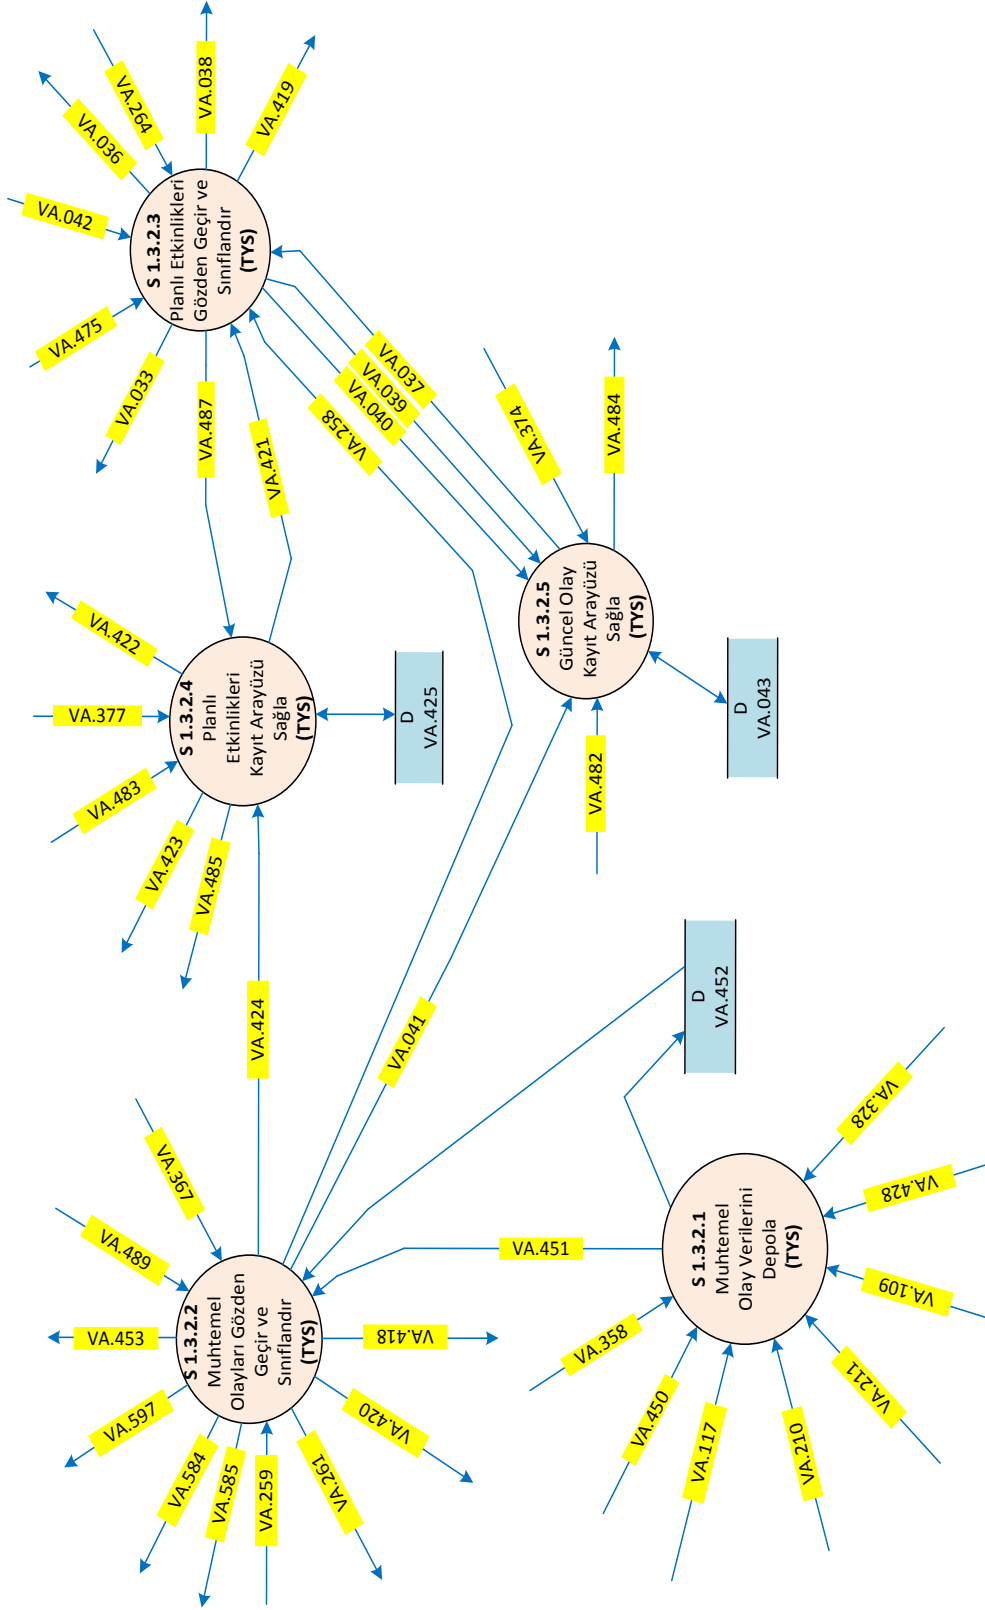 VA.042
VA.036
VA.264
VA.038
VA.419
VA.475
VA.033
S 1.3.2.3
Planlı Etkinlikleri
Gözden Geçir ve
Sınıflandır
(TYS)
VA.487
VA.421
VA.258
VA.040
VA.039
VA.037
VA.374
VA.484
VA.422
VA.377
VA.483
VA.423
VA.485
S 1.3.2.4
Planlı
Etkinlikleri
Kayıt Arayüzü
Sağla
(TYS)
D
VA.425
S 1.3.2.5
Güncel Olay
Kayıt Arayüzü
Sağla
(TYS)
VA.482
D
VA.043
VA.424
VA.041
D
VA.452
VA.367
VA.489
VA.453
VA.597
VA.584
VA.585
VA.259
VA.261
VA.420
VA.418
S 1.3.2.2
Muhtemel
Olayları Gözden
Geçir ve
Sınıflandır
(TYS)
VA.451
S 1.3.2.1
Muhtemel
Olay Verilerini
Depola
(TYS)
VA.358
VA.450
VA.117
VA.210
VA.211
VA.109
VA.428
VA.328